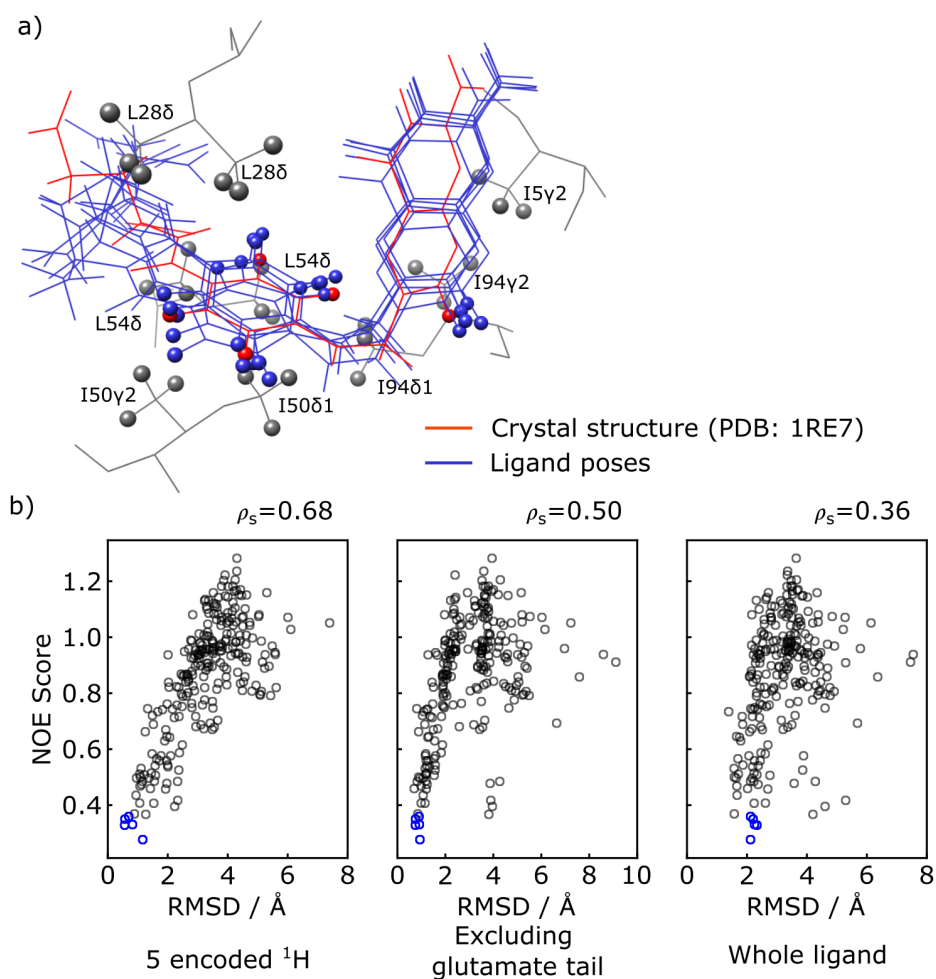 a)
L28δ
L28δ
I5γ2
L54δ
I94γ2
L54δ
I50γ2
I50δ1
I94δ1
Crystal structure (PDB: 1RE7)
Ligand poses
b)
ρs=0.68
ρs=0.50
ρs=0.36
NOE Score
1.2
1.0
0.8
0.6
0.4
0 2 4 6 8
0 2 4 6 8 10
0 2 4 6 8
RMSD / Å
RMSD / Å
RMSD / Å
5 encoded ¹H
Excluding
glutamate tail
Whole ligand